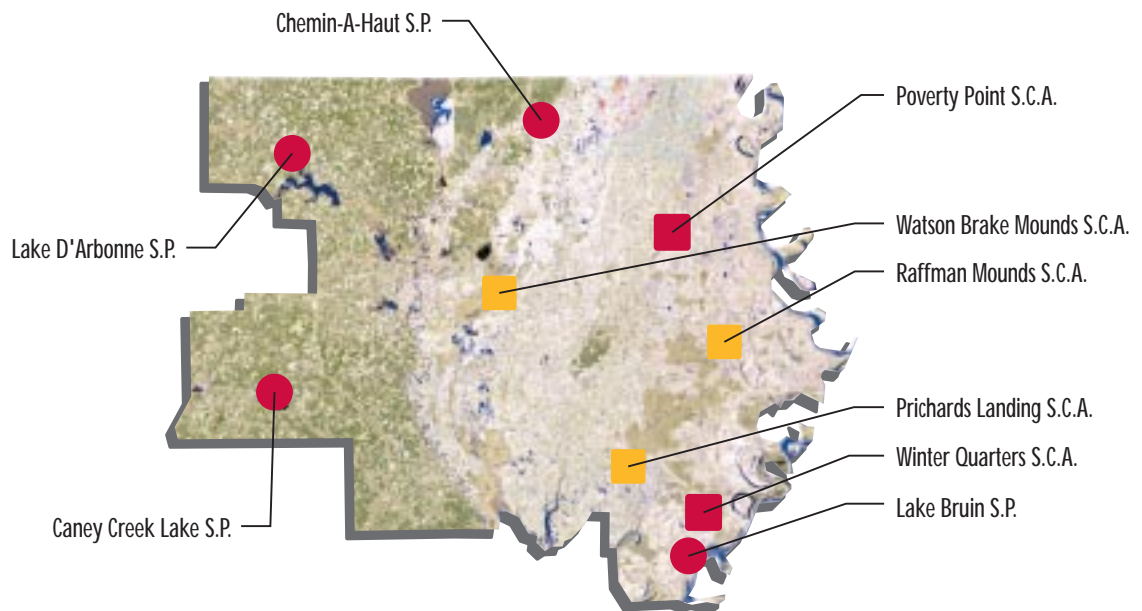 Chemin-A-Haut S.P.
Poverty Point S.C.A.
Watson Brake Mounds S.C.A.
Lake D'Arbonne S.P.
Raffman Mounds S.C.A.
Prichards Landing S.C.A.
Winter Quarters S.C.A.
Lake Bruin S.P.
Caney Creek Lake S.P.